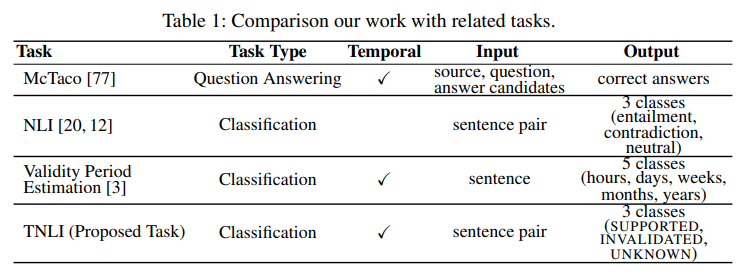 Table 1: Comparison our work with related tasks.
Task Task Type Temporal Input Output
McTaco [77] Question Answering ✓ source, question, answer candidates correct answers
NLI [20, 12] Classification sentence pair 3 classes (entailment, contradiction, neutral)
Validity Period Estimation [3] Classification ✓ sentence 5 classes (hours, days, weeks, months, years)
TNLI (Proposed Task) Classification ✓ sentence pair 3 classes (SUPPORTED, INVALIDATED, UNKNOWN)